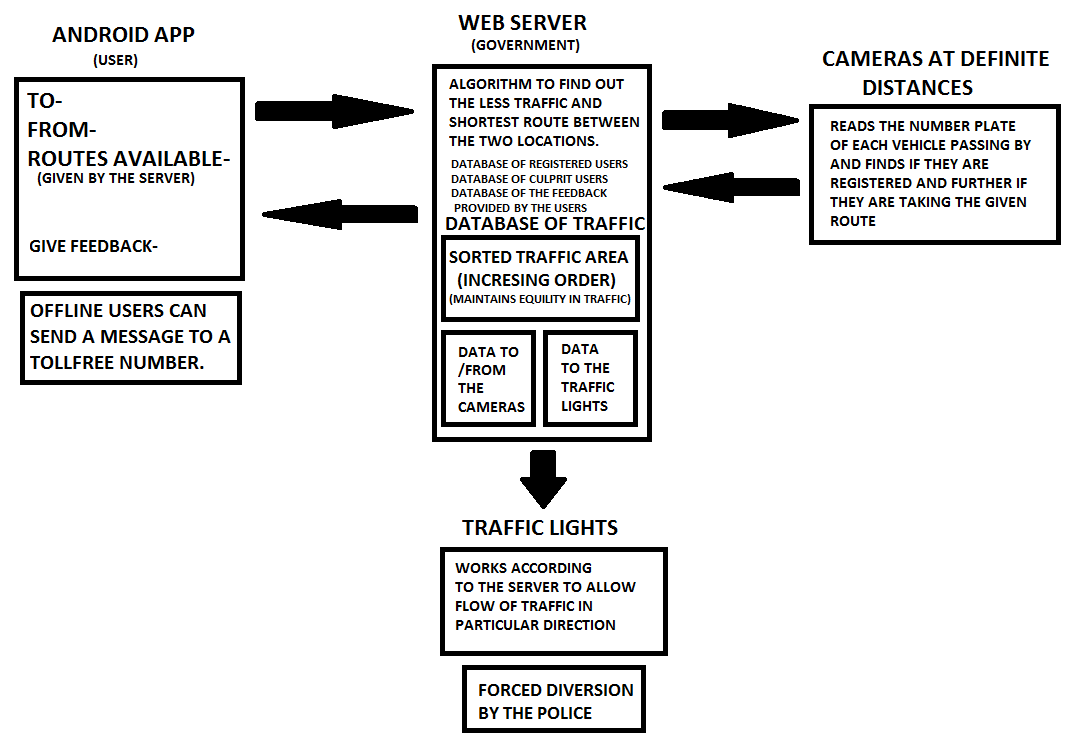 ANDROID APP
(USER)
TO-
FROM-
ROUTES AVAILABLE-
(GIVEN BY THE SERVER)
GIVE FEEDBACK-
OFFLINE USERS CAN
SEND A MESSAGE TO A
TOLLFREE NUMBER.
WEB SERVER
(GOVERNMENT)
ALGORITHM TO FIND OUT
THE LESS TRAFFIC AND
SHORTEST ROUTE BETWEEN
THE TWO LOCATIONS.
DATABASE OF REGISTERED USERS
DATABASE OF CULPRIT USERS
DATABASE OF THE FEEDBACK
PROVIDED BY THE USERS
DATABASE OF TRAFFIC
SORTED TRAFFIC AREA
(INCRESING ORDER)
(MAINTAINS EQUILITY IN TRAFFIC)
DATA TO
/FROM
THE
CAMERAS
DATA
TO THE
TRAFFIC
LIGHTS
CAMERAS AT DEFINITE
DISTANCES
READS THE NUMBER PLATE
OF EACH VEHICLE PASSING BY
AND FINDS IF THEY ARE
REGISTERED AND FURTHER IF
THEY ARE TAKING THE GIVEN
ROUTE
TRAFFIC LIGHTS
WORKS ACCORDING
TO THE SERVER TO ALLOW
FLOW OF TRAFFIC IN
PARTICULAR DIRECTION
FORCED DIVERSION
BY THE POLICE